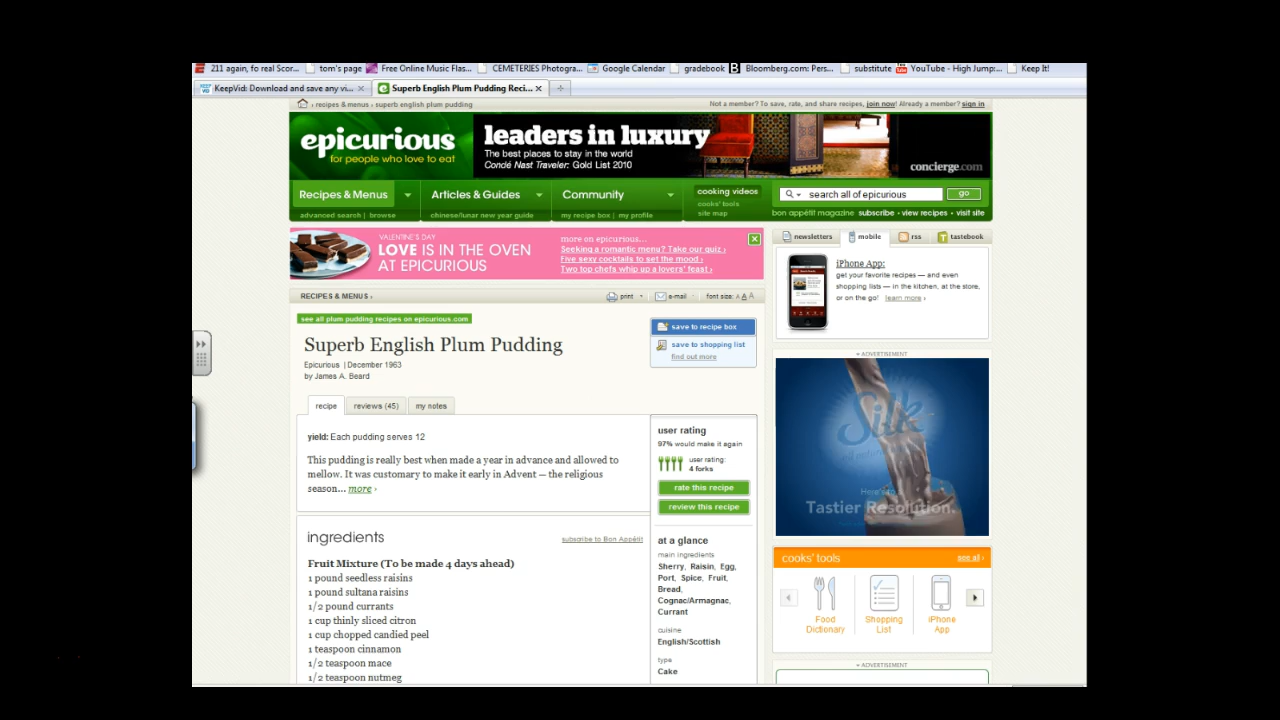 211 again, fo real Scor... tom's page Free Online Music Flas... CEMETERIES Photogra... Google Calendar gradebook Bloomberg.com: Pers... substitute YouTube - High Jump:... Keep It!
KeepVid: Download and save any vi... Superb English Plum Pudding Reci...
› recipes & menus › superb english plum pudding
Not a member? To save, rate, and share recipes, join now! Already a member? sign in
epicurious
for people who love to eat
leaders in luxury
The best places to stay in the world
Condé Nast Traveler: Gold List 2010
concierge.com
Recipes & Menus
advanced search | browse
Articles & Guides
chinese/lunar new year guide
Community
my recipe box | my profile
cooking videos
cooks' tools
site map
search all of epicurious go
bon appétit magazine subscribe • view recipes • visit site
VALENTINE'S DAY
LOVE IS IN THE OVEN
AT EPICURIOUS
more on epicurious...
Seeking a romantic menu? Take our quiz ›
Five sexy cocktails to set the mood ›
Two top chefs whip up a lovers' feast ›
newsletters mobile rss tastebook
iPhone App:
get your favorite recipes — and even
shopping lists — in the kitchen, at the store,
or on the go! learn more ›
RECIPES & MENUS ›
print e-mail font size: A A A
see all plum pudding recipes on epicurious.com
Superb English Plum Pudding
Epicurious | December 1963
by James A. Beard
save to recipe box
save to shopping list
find out more
recipe reviews (45) my notes
yield: Each pudding serves 12
This pudding is really best when made a year in advance and allowed to
mellow. It was customary to make it early in Advent — the religious
season... more ›
user rating
97% would make it again
user rating:
4 forks
rate this recipe
review this recipe
ingredients
subscribe to Bon Appétit
Fruit Mixture (To be made 4 days ahead)
1 pound seedless raisins
1 pound sultana raisins
1/2 pound currants
1 cup thinly sliced citron
1 cup chopped candied peel
1 teaspoon cinnamon
1/2 teaspoon mace
1/2 teaspoon nutmeg
at a glance
main ingredients
Sherry, Raisin, Egg,
Port, Spice, Fruit,
Bread,
Cognac/Armagnac,
Currant
cuisine
English/Scottish
type
Cake
ADVERTISEMENT
Silk
Tastier Resolution.
cooks' tools see all ›
Food
Dictionary
Shopping
List
iPhone
App
ADVERTISEMENT